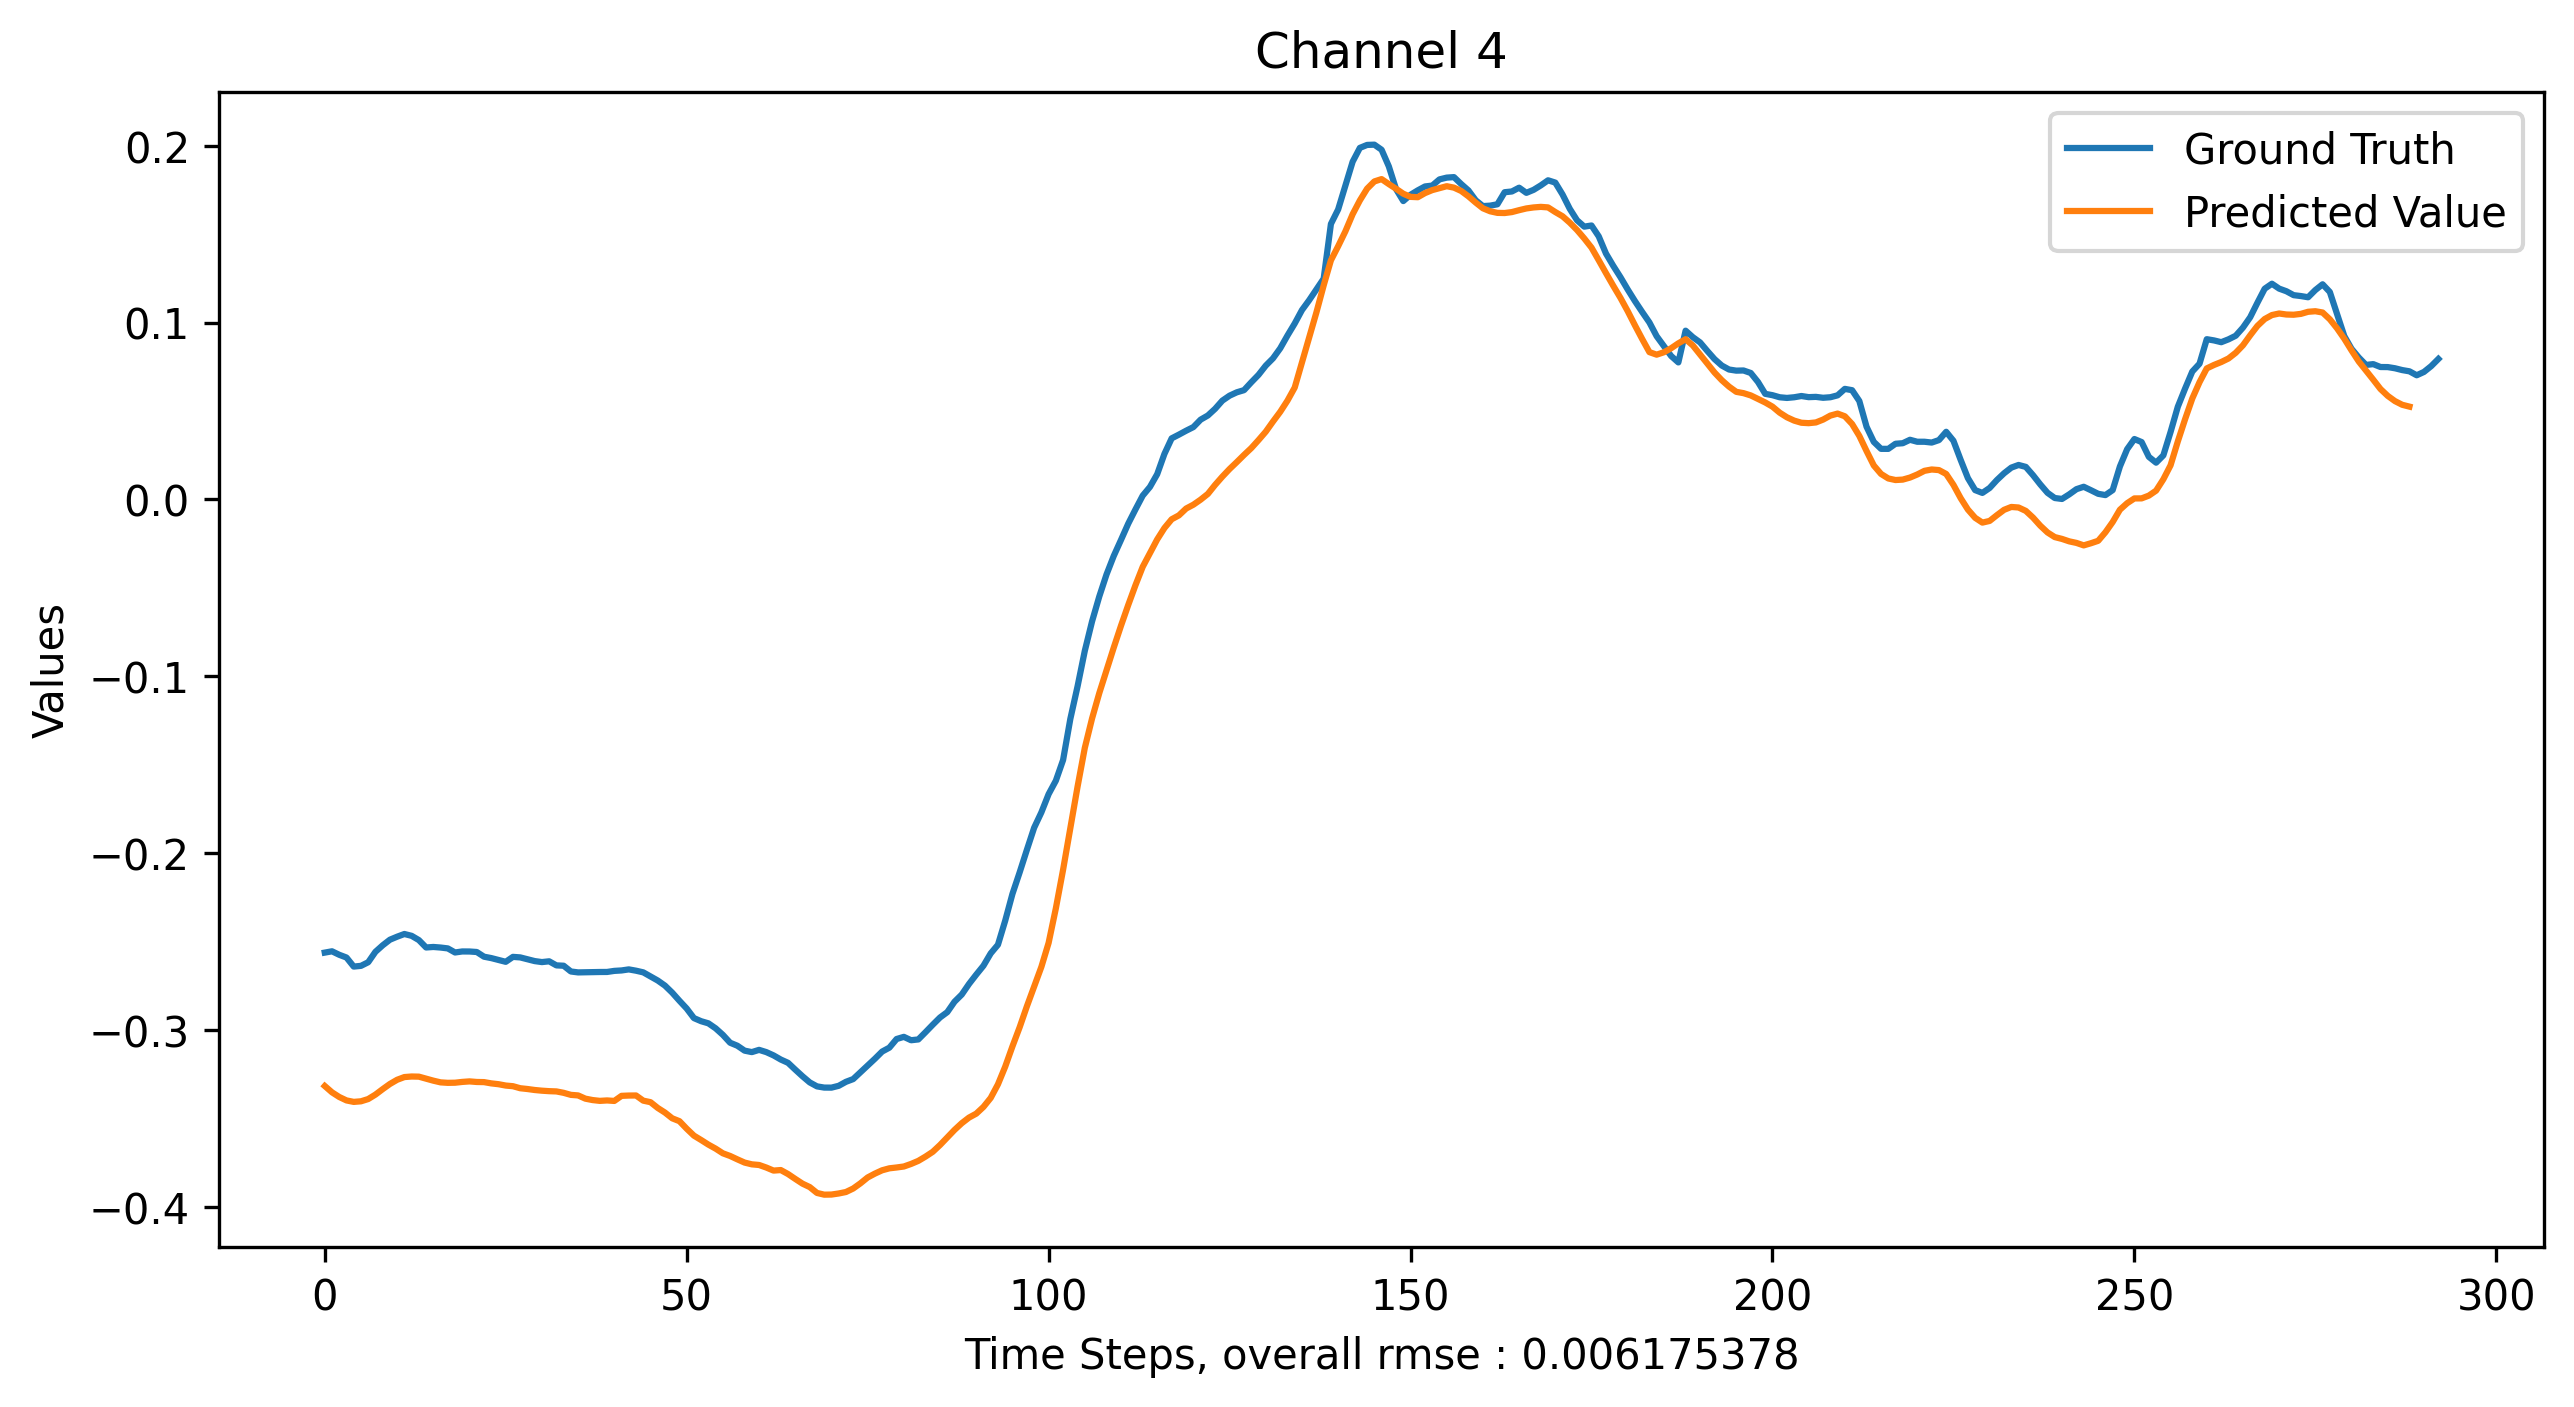 Channel 4
Ground Truth
Predicted Value
Values
0.2
0.1
0.0
−0.1
−0.2
−0.3
−0.4
0 50 100 150 200 250 300
Time Steps, overall rmse : 0.006175378